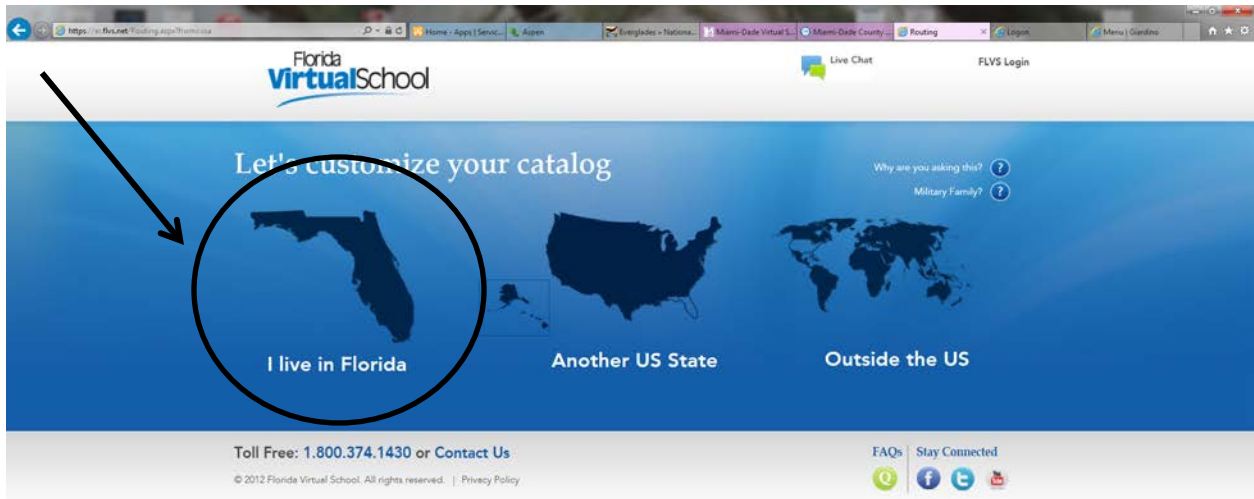 https://
flvs.net
Home - Apps | Servic...
Aspen
Everglades - Nationa...
Miami-Dade Virtual S...
Miami-Dade County ...
Routing
Logon
Menu | Giardino
Florida
VirtualSchool
Live Chat
FLVS Login
Let's customize your catalog
Why are you asking this? ?
Military Family? ?
I live in Florida
Another US State
Outside the US
Toll Free: 1.800.374.1430 or Contact Us
FAQs
Stay Connected
© 2012 Florida Virtual School. All rights reserved. | Privacy Policy